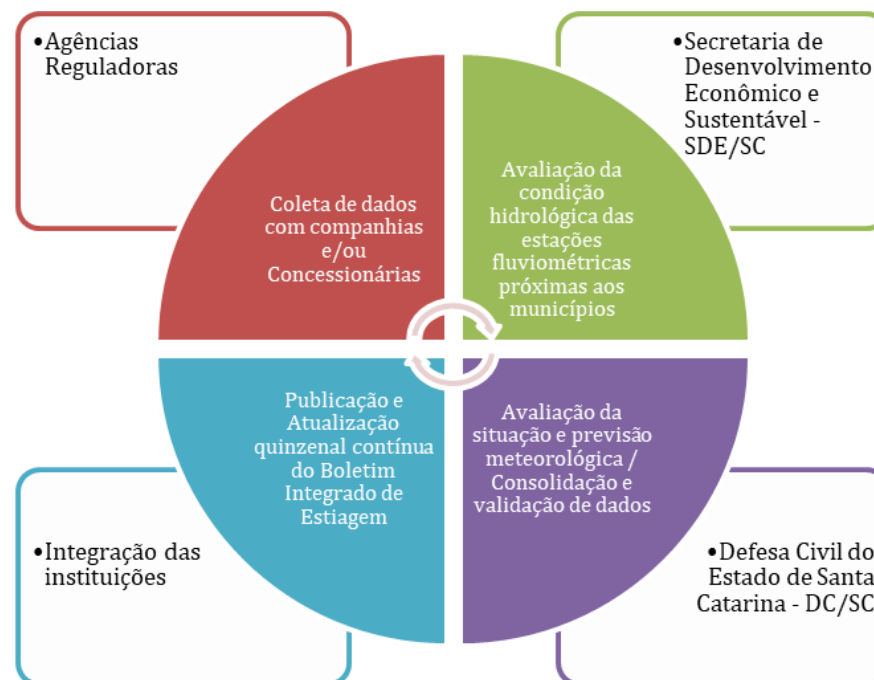 •Agências
Reguladoras
•Secretaria de
Desenvolvimento
Econômico e
Sustentável -
SDE/SC
Coleta de dados
com companhias
e/ou
Concessionárias
Avaliação da
condição
hidrológica das
estações
fluviométricas
próximas aos
municípios
Publicação e
Atualização
quinzenal contínua
do Boletim
Integrado de
Estiagem
Avaliação da
situação e previsão
meteorológica /
Consolidação e
validação de dados
•Integração das
instituições
•Defesa Civil do
Estado de Santa
Catarina - DC/SC